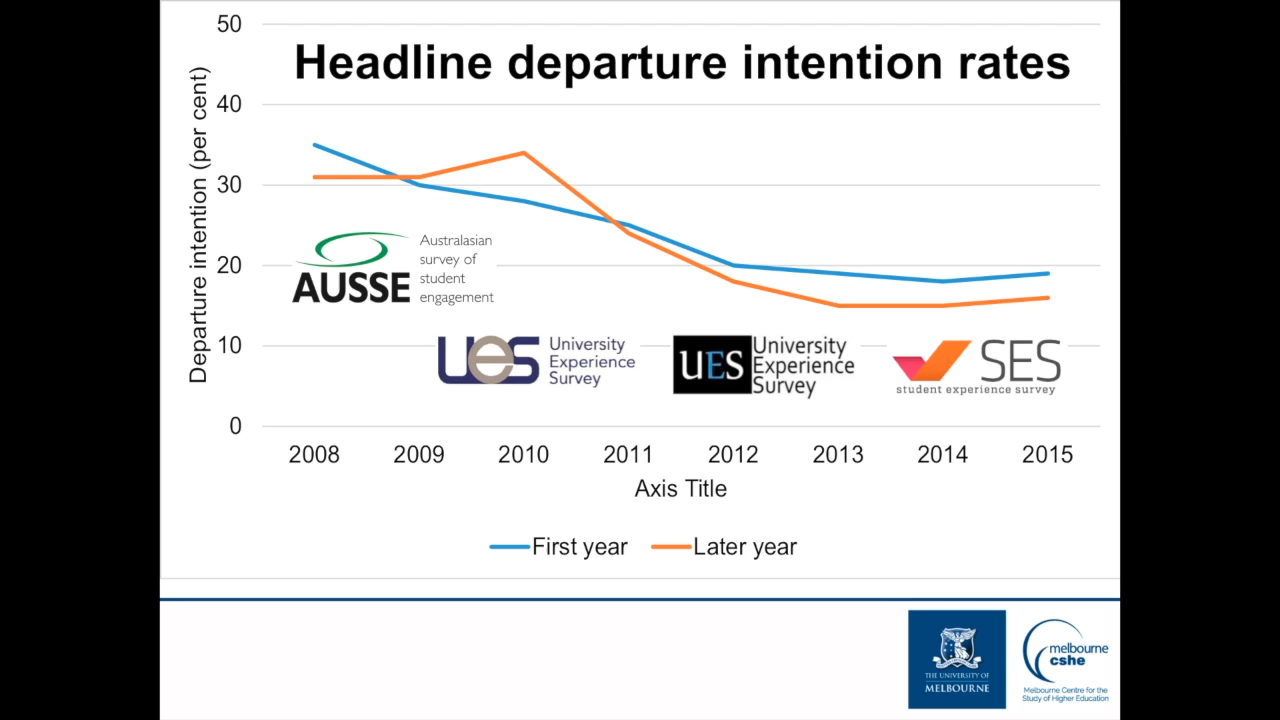 Headline departure intention rates
Departure intention (per cent)
50
40
30
20
10
0
AUSSE
Australasian
survey of
student
engagement
ues
University
Experience
Survey
UES
University
Experience
Survey
SES
student experience survey
2008 2009 2010 2011 2012 2013 2014 2015
Axis Title
First year Later year
THE UNIVERSITY OF
MELBOURNE
melbourne
cshe
Melbourne Centre for the
Study of Higher Education